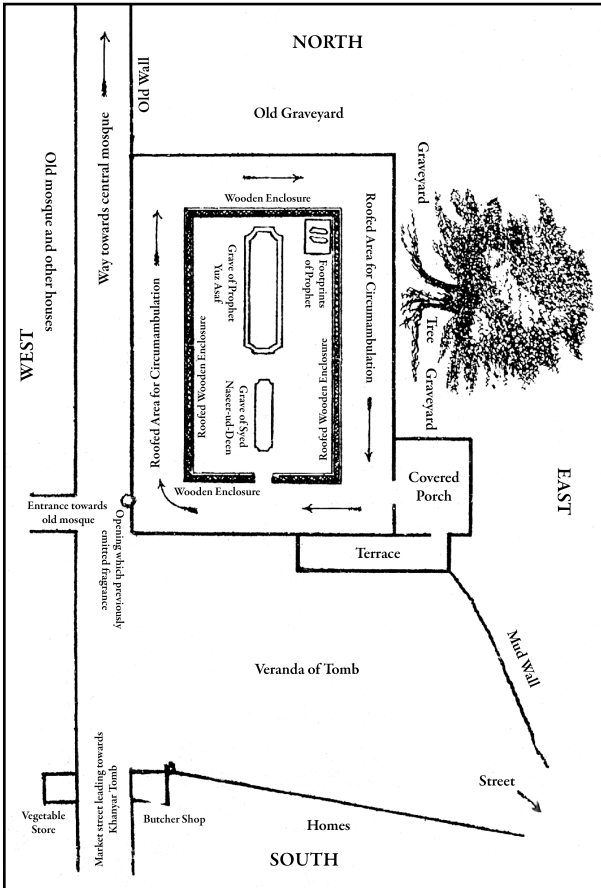 NORTH
Old Wall
Old Graveyard
Way towards central mosque
Old mosque and other houses
WEST
Graveyard
Tree
Graveyard
EAST
Wooden Enclosure
Roofed Area for Circumambulation
Roofed Area for Circumambulation
Footprints
of Prophet
Grave of Prophet
Yuz Asaf
Roofed Wooden Enclosure
Roofed Wooden Enclosure
Grave of Syed
Naseer-ud-Deen
Wooden Enclosure
Covered
Porch
Entrance towards
old mosque
Opening which previously
emitted fragrance
Terrace
Mud Wall
Veranda of Tomb
Market street leading towards
Khanyar Tomb
Street
Vegetable
Store
Butcher Shop
Homes
SOUTH